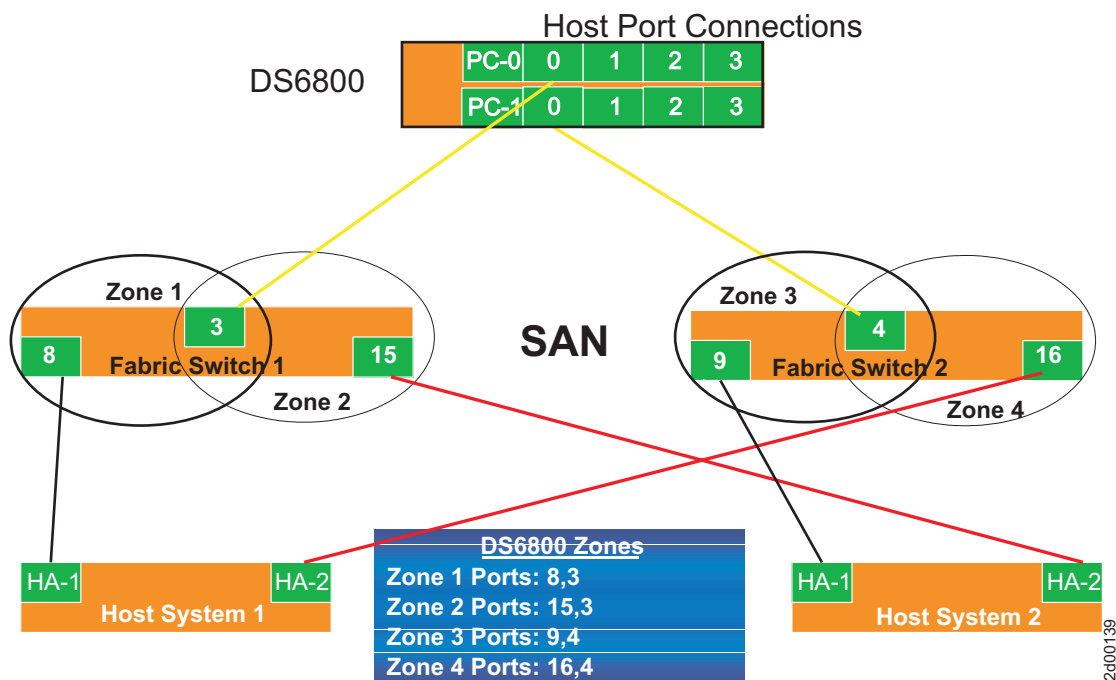 Host Port Connections
DS6800
PC-0 0 1 2 3
PC-1 0 1 2 3
Zone 1
3
8
15
Fabric Switch 1
Zone 2
SAN
Zone 3
4
9
16
Fabric Switch 2
Zone 4
HA-1
HA-2
Host System 1
DS6800 Zones
Zone 1 Ports: 8,3
Zone 2 Ports: 15,3
Zone 3 Ports: 9,4
Zone 4 Ports: 16,4
HA-1
HA-2
Host System 2
2d00139